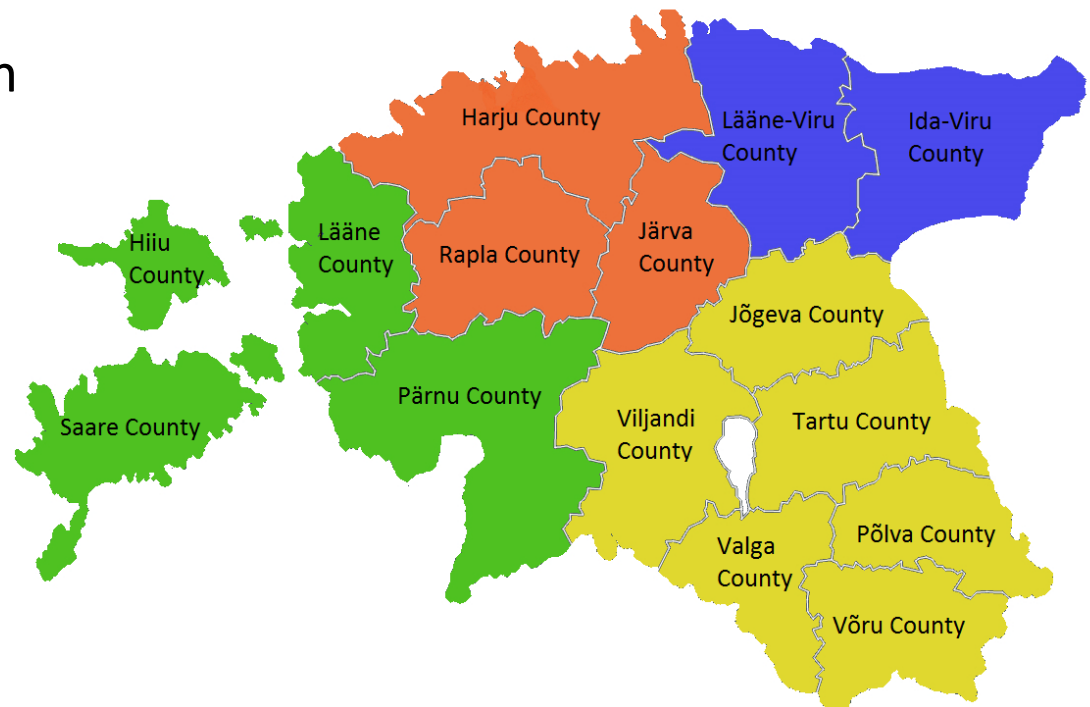 n
Harju County
Lääne-Viru
County
Ida-Viru
County
Hiiu
County
Lääne
County
Rapla County
Järva
County
Jõgeva County
Saare County
Pärnu County
Viljandi
County
Tartu County
Valga
County
Põlva County
Võru County